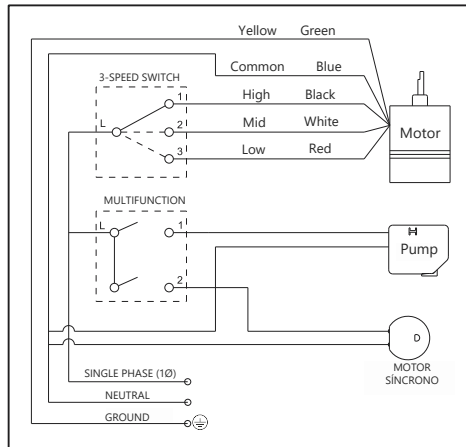 Yellow Green
Common Blue
3-SPEED SWITCH
High Black
1
L
2
Mid White
Motor
3
Low Red
MULTIFUNCTION
L
1
Pump
2
D
MOTOR
SÍNCRONO
SINGLE PHASE (1Ø)
NEUTRAL
GROUND